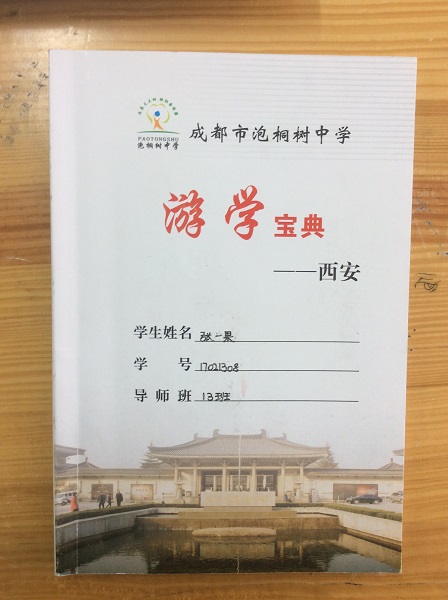 PAOTONGSHU
泡桐树中学
成都市泡桐树中学
游学宝典
——西安
学生姓名 张一果
学号 17021308
导师班 13班